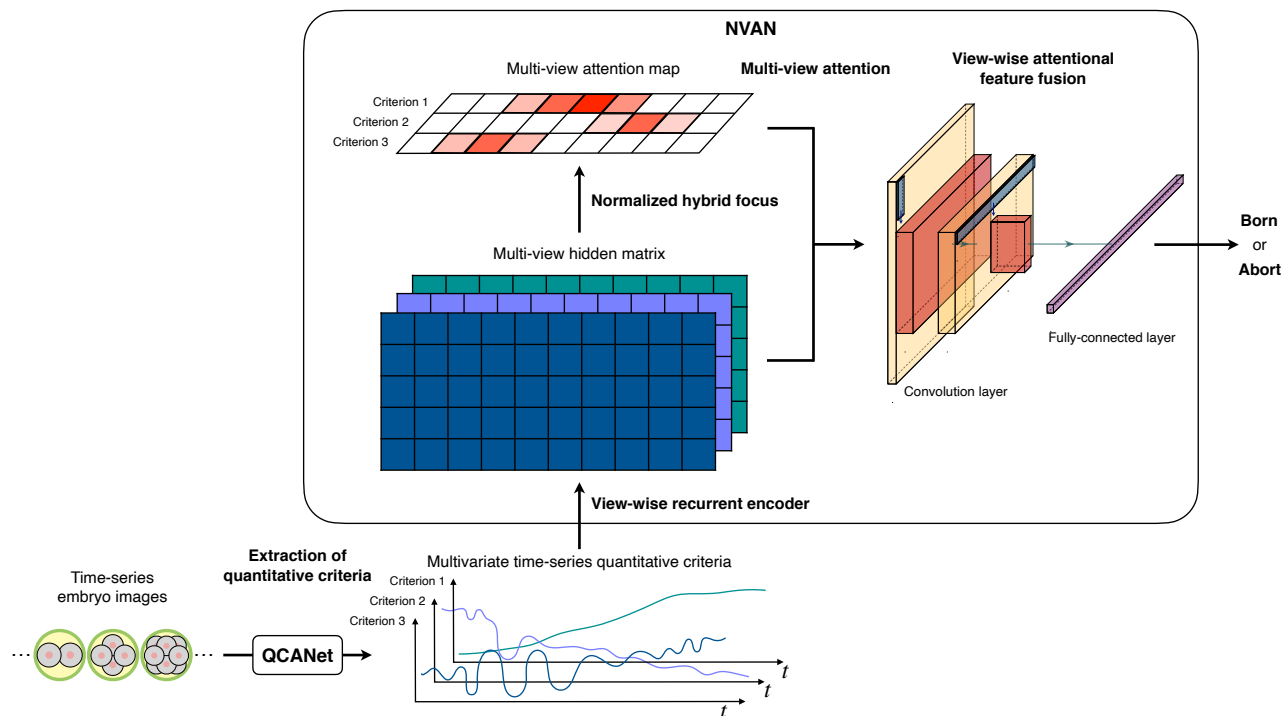 NVAN
Multi-view attention map
Multi-view attention
View-wise attentional
feature fusion
Criterion 1
Criterion 2
Criterion 3
Normalized hybrid focus
Multi-view hidden matrix
Born
or
Abort
Fully-connected layer
Convolution layer
View-wise recurrent encoder
Extraction of
quantitative criteria
Multivariate time-series quantitative criteria
Time-series
embryo images
Criterion 1
Criterion 2
Criterion 3
QCANet
t
t
t